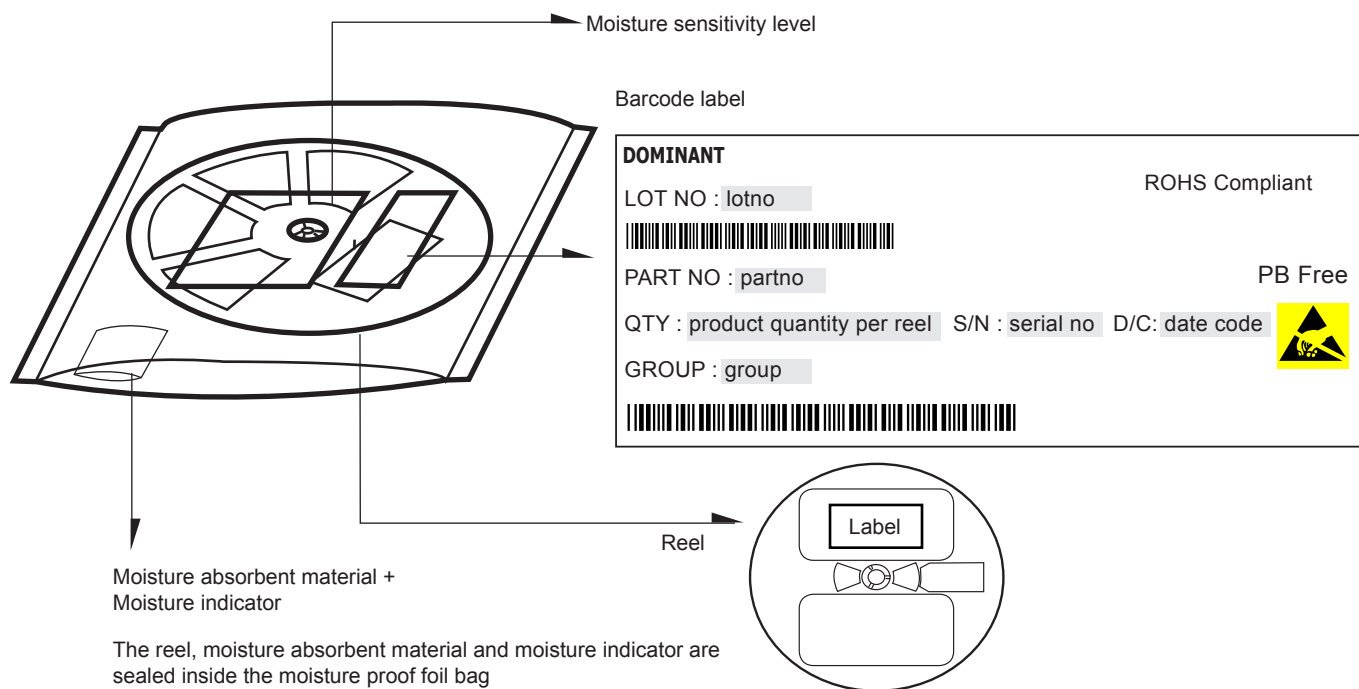 Moisture sensitivity level
Barcode label
DOMINANT
LOT NO : lotno
ROHS Compliant
PART NO : partno
PB Free
QTY : product quantity per reel S/N : serial no D/C: date code
GROUP : group
Label
Reel
Moisture absorbent material +
Moisture indicator
The reel, moisture absorbent material and moisture indicator are
sealed inside the moisture proof foil bag